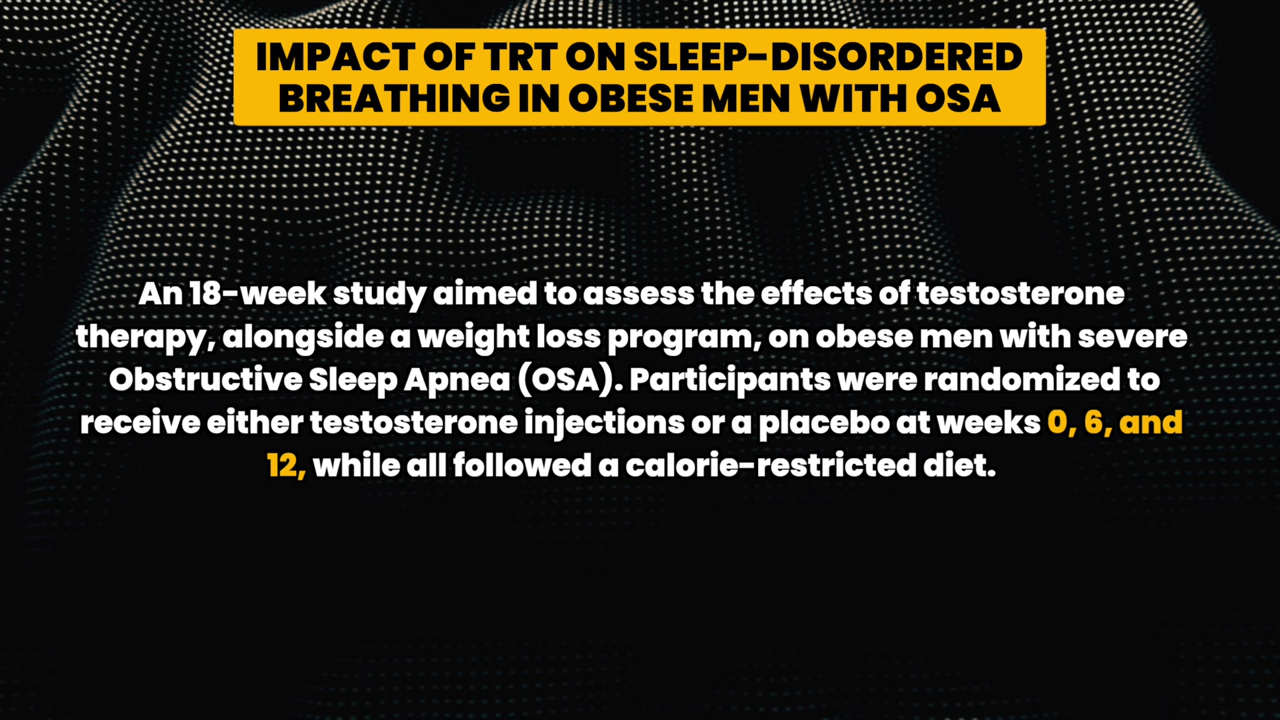 IMPACT OF TRT ON SLEEP-DISORDERED
BREATHING IN OBESE MEN WITH OSA
An 18-week study aimed to assess the effects of testosterone
therapy, alongside a weight loss program, on obese men with severe
Obstructive Sleep Apnea (OSA). Participants were randomized to
receive either testosterone injections or a placebo at weeks 0, 6, and
12, while all followed a calorie-restricted diet.